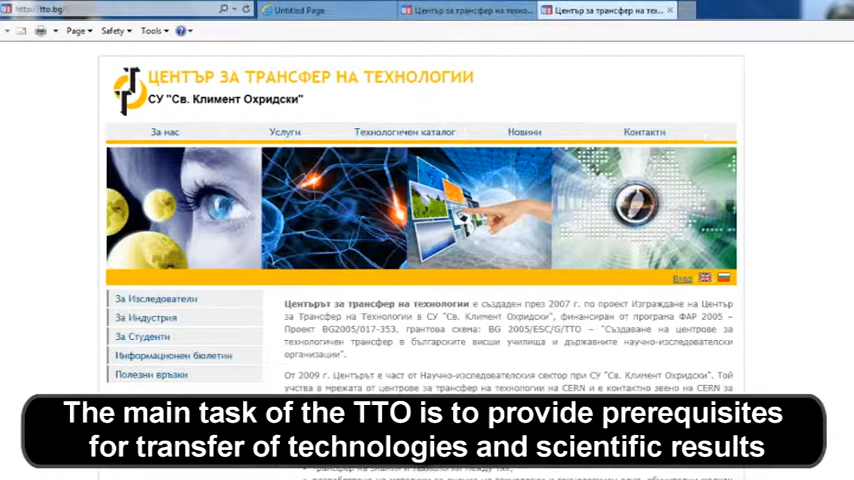 tto.bg/
Untitled Page
Център за трансфер на техно...
Център за трансфер на тех...
Page
Safety
Tools
ЦЕНТЪР ЗА ТРАНСФЕР НА ТЕХНОЛОГИИ
СУ "Св. Климент Охридски"
За нас
Услуги
Технологичен каталог
Новини
Контакти
Вход
За Изследователи
За Индустрия
За Студенти
Информационен бюлетин
Полезни връзки
Центърът за трансфер на технологии е създаден през 2007 г. по проект Изграждане на Център
за Трансфер на Технологии в СУ "Св. Климент Охридски", финансиран от програма ФАР 2005 –
Проект BG2005/017-353, грантова схема: BG 2005/ESC/G/TTO – "Създаване на центрове за
технологичен трансфер в българските висши училища и държавните научно-изследователски
организации".
От 2009 г. Центърът е част от Научно-изследователския сектор при СУ "Св. Климент Охридски". Той
участва в мрежата от центрове за трансфер на технологии на CERN и е контактно звено на CERN за
The main task of the TTO is to provide prerequisites
for transfer of technologies and scientific results